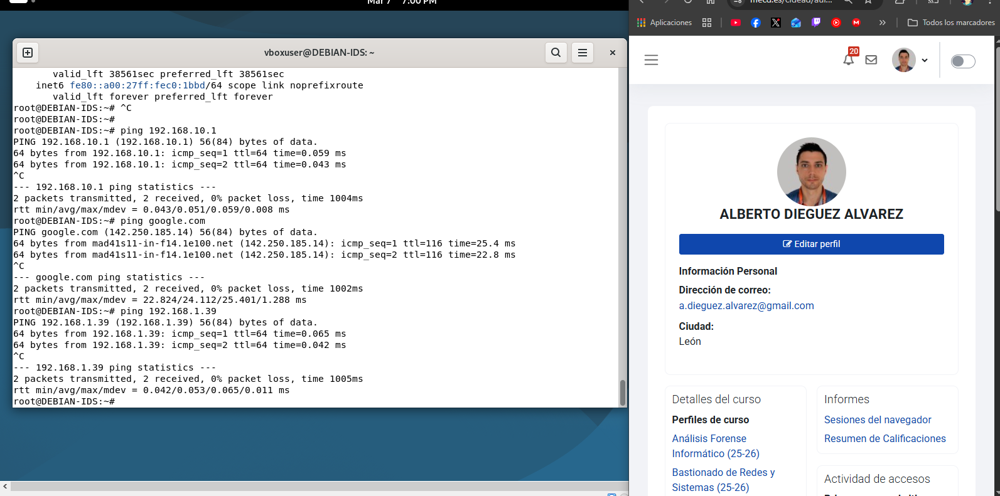 Mar 7 7:00 PM
vboxuser@DEBIAN-IDS: ~
valid_lft 38561sec preferred_lft 38561sec
inet6 fe80::a00:27ff:fec0:1bbd/64 scope link noprefixroute
valid_lft forever preferred_lft forever
root@DEBIAN-IDS:~# ^C
root@DEBIAN-IDS:~#
root@DEBIAN-IDS:~# ping 192.168.10.1
PING 192.168.10.1 (192.168.10.1) 56(84) bytes of data.
64 bytes from 192.168.10.1: icmp_seq=1 ttl=64 time=0.059 ms
64 bytes from 192.168.10.1: icmp_seq=2 ttl=64 time=0.043 ms
^C
--- 192.168.10.1 ping statistics ---
2 packets transmitted, 2 received, 0% packet loss, time 1004ms
rtt min/avg/max/mdev = 0.043/0.051/0.059/0.008 ms
root@DEBIAN-IDS:~# ping google.com
PING google.com (142.250.185.14) 56(84) bytes of data.
64 bytes from mad41s11-in-f14.1e100.net (142.250.185.14): icmp_seq=1 ttl=116 time=25.4 ms
64 bytes from mad41s11-in-f14.1e100.net (142.250.185.14): icmp_seq=2 ttl=116 time=22.8 ms
^C
--- google.com ping statistics ---
2 packets transmitted, 2 received, 0% packet loss, time 1002ms
rtt min/avg/max/mdev = 22.824/24.112/25.401/1.288 ms
root@DEBIAN-IDS:~# ping 192.168.1.39
PING 192.168.1.39 (192.168.1.39) 56(84) bytes of data.
64 bytes from 192.168.1.39: icmp_seq=1 ttl=64 time=0.065 ms
64 bytes from 192.168.1.39: icmp_seq=2 ttl=64 time=0.042 ms
^C
--- 192.168.1.39 ping statistics ---
2 packets transmitted, 2 received, 0% packet loss, time 1005ms
rtt min/avg/max/mdev = 0.042/0.053/0.065/0.011 ms
root@DEBIAN-IDS:~#
Aplicaciones
Todos los marcadores
20
ALBERTO DIEGUEZ ALVAREZ
Editar perfil
Información Personal
Dirección de correo:
a.dieguez.alvarez@gmail.com
Ciudad:
León
Detalles del curso
Perfiles de curso
Análisis Forense
Informático (25-26)
Bastionado de Redes y
Sistemas (25-26)
Informes
Sesiones del navegador
Resumen de Calificaciones
Actividad de accesos